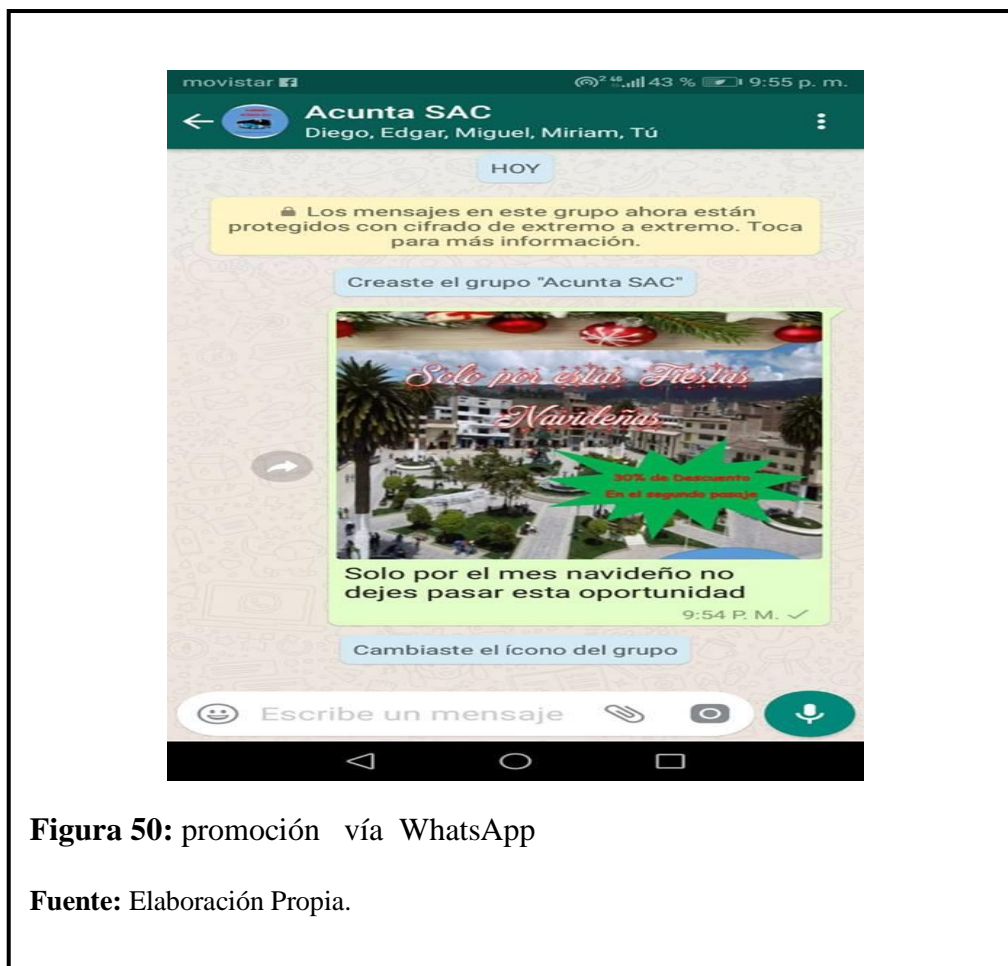 movistar
2 4G 43 % 9:55 p. m.
Acunta SAC
Diego, Edgar, Miguel, Miriam, Tú
HOY
Los mensajes en este grupo ahora están
protegidos con cifrado de extremo a extremo. Toca
para más información.
Creaste el grupo "Acunta SAC"
Solo por estas Fiestas
Navideñas
30% de Descuento
En el segundo pasaje
Solo por el mes navideño no
dejes pasar esta oportunidad
9:54 P. M.
Cambiaste el ícono del grupo
Escribe un mensaje
Figura 50: promoción vía WhatsApp
Fuente: Elaboración Propia.